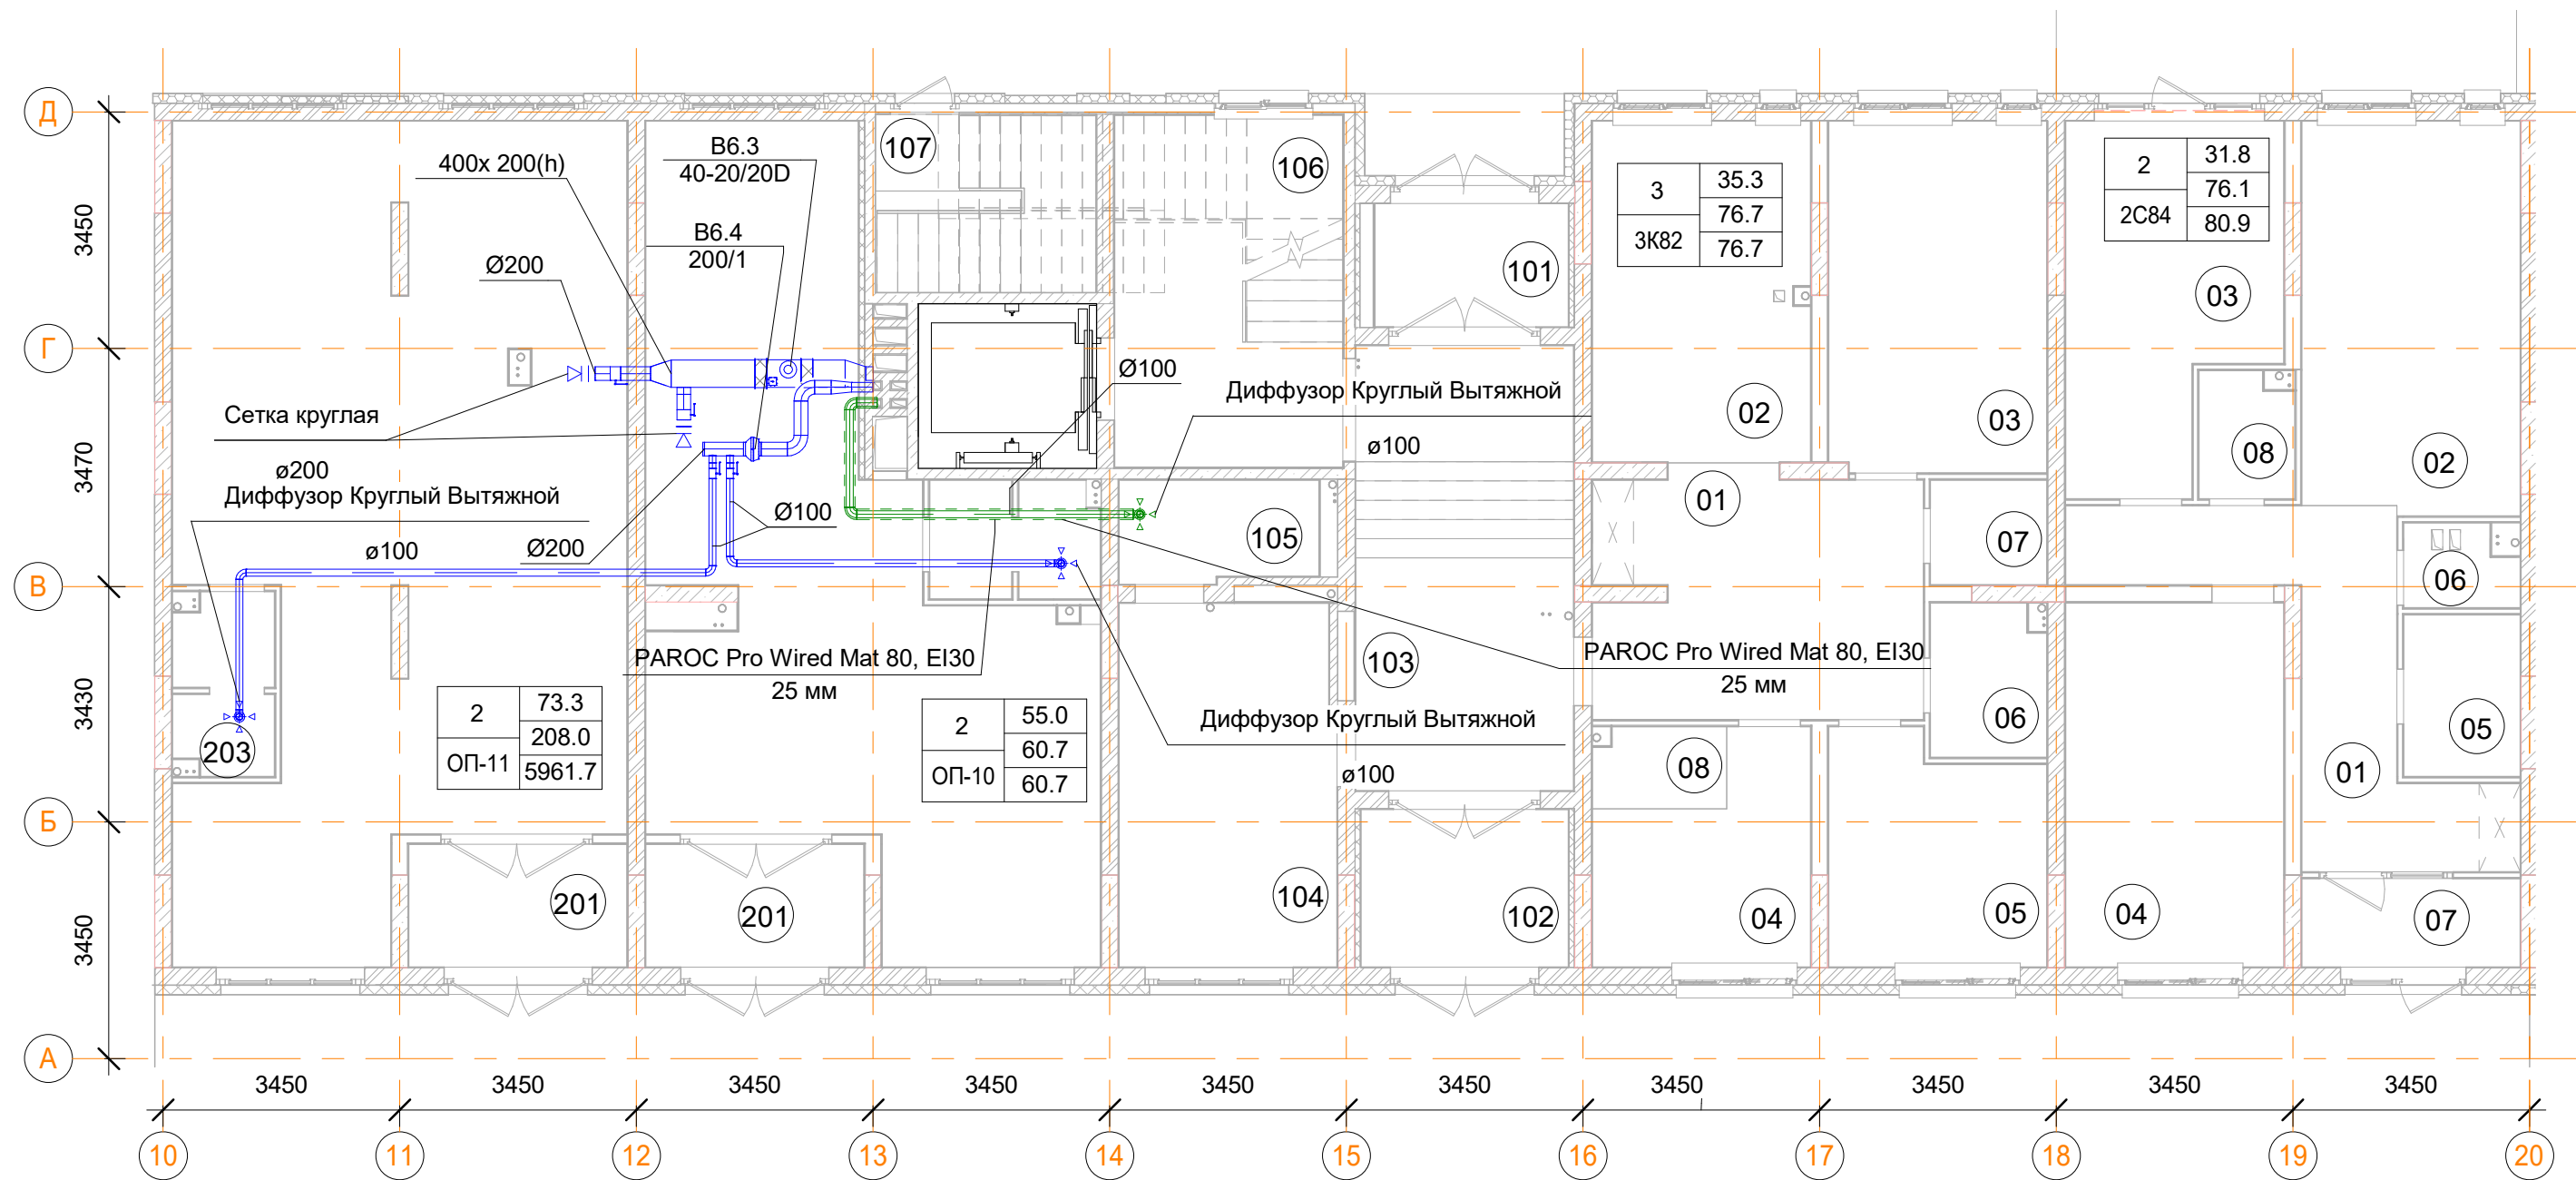 Д
Г
В
Б
А
3450
3470
3430
3450
400x 200(h)
Ø200
Сетка круглая
ø200
Диффузор Круглый Вытяжной
ø100
Ø200
В6.3
40-20/20D
В6.4
200/1
Ø100
PAROC Pro Wired Mat 80, EI30
25 мм
203
2
73.3
208.0
ОП-11
5961.7
201
201
2
55.0
60.7
ОП-10
60.7
107
106
Ø100
Диффузор Круглый Вытяжной
ø100
105
101
103
PAROC Pro Wired Mat 80, EI30
25 мм
Диффузор Круглый Вытяжной
ø100
104
102
3
35.3
76.7
3К82
76.7
02
03
01
07
06
08
04
05
2
31.8
76.1
2С84
80.9
03
08
02
06
05
01
04
07
3450
3450
3450
3450
3450
3450
3450
3450
3450
3450
10
11
12
13
14
15
16
17
18
19
20